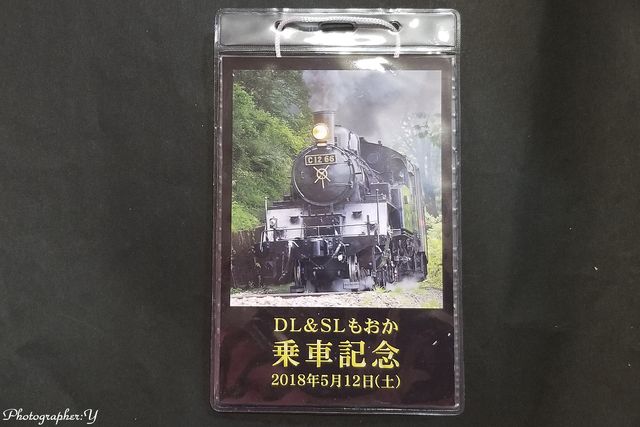 C12 66
DL&SLもおか
乗車記念
2018年5月12日(土)
Photographer:Y